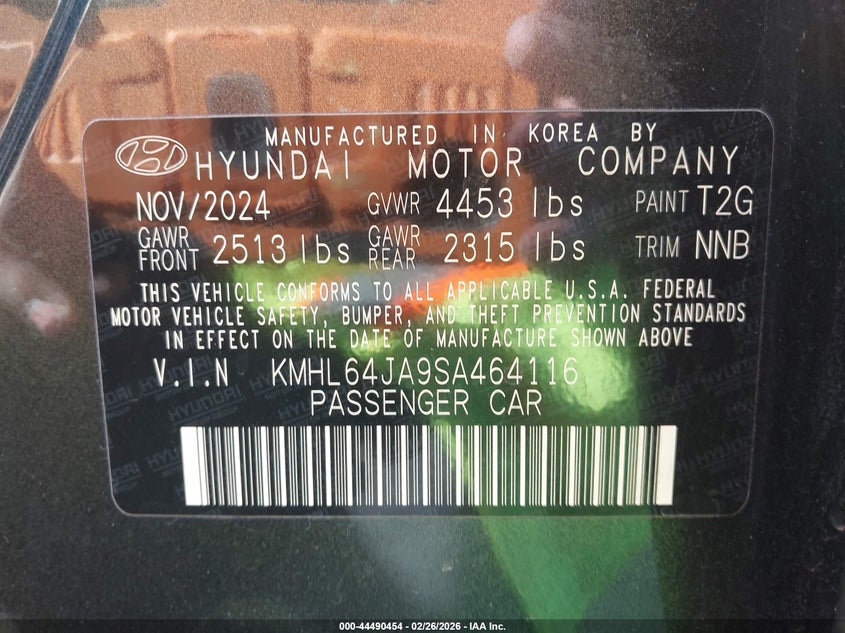 MANUFACTURED IN KOREA BY
HYUNDAI MOTOR COMPANY
NOV/2024 GVWR 4453 lbs PAINT T2G
GAWR FRONT 2513 lbs GAWR REAR 2315 lbs TRIM NNB
THIS VEHICLE CONFORMS TO ALL APPLICABLE U.S.A. FEDERAL
MOTOR VEHICLE SAFETY, BUMPER, AND THEFT PREVENTION STANDARDS
IN EFFECT ON THE DATE OF MANUFACTURE SHOWN ABOVE
V.I.N KMHL64JA9SA464116
PASSENGER CAR
000-44490454 - 02/26/2026 - IAA Inc.